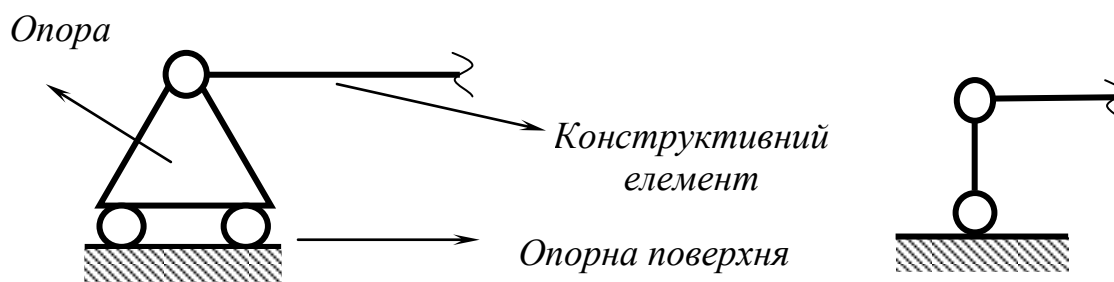 Опора
Конструктивний
елемент
Опорна поверхня